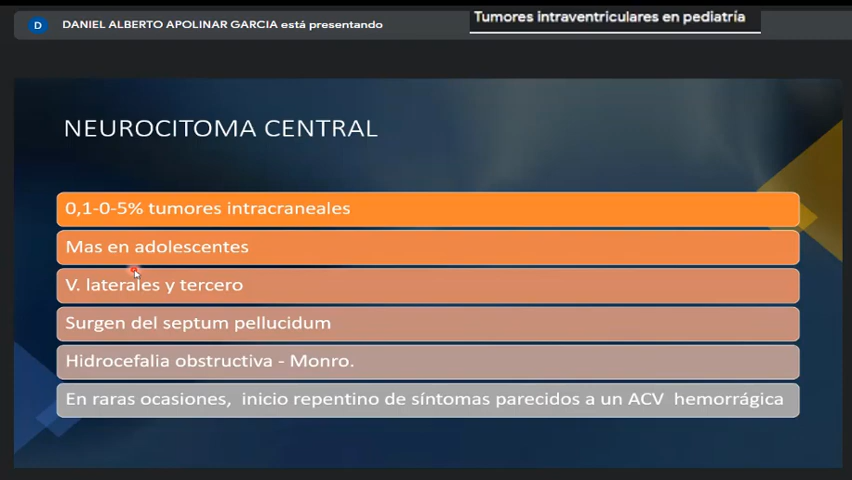 D DANIEL ALBERTO APOLINAR GARCIA está presentando
Tumores intraventriculares en pediatría
NEUROCITOMA CENTRAL
0,1-0-5% tumores intracraneales
Mas en adolescentes
V. laterales y tercero
Surgen del septum pellucidum
Hidrocefalia obstructiva - Monro.
En raras ocasiones, inicio repentino de síntomas parecidos a un ACV hemorrágica